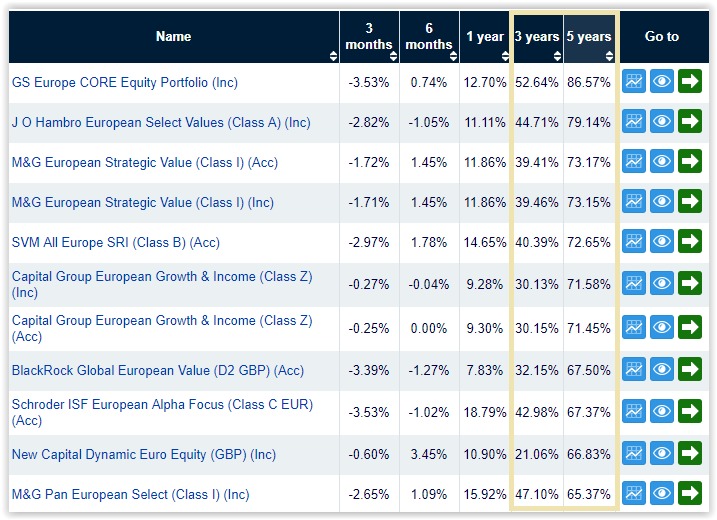 Name 3 months 6 months 1 year 3 years 5 years Go to
GS Europe CORE Equity Portfolio (Inc) -3.53% 0.74% 12.70% 52.64% 86.57%
J O Hambro European Select Values (Class A) (Inc) -2.82% -1.05% 11.11% 44.71% 79.14%
M&G European Strategic Value (Class I) (Acc) -1.72% 1.45% 11.86% 39.41% 73.17%
M&G European Strategic Value (Class I) (Inc) -1.71% 1.45% 11.86% 39.46% 73.15%
SVM All Europe SRI (Class B) (Acc) -2.97% 1.78% 14.65% 40.39% 72.65%
Capital Group European Growth & Income (Class Z)
(Inc) -0.27% -0.04% 9.28% 30.13% 71.58%
Capital Group European Growth & Income (Class Z)
(Acc) -0.25% 0.00% 9.30% 30.15% 71.45%
BlackRock Global European Value (D2 GBP) (Acc) -3.39% -1.27% 7.83% 32.15% 67.50%
Schroder ISF European Alpha Focus (Class C EUR)
(Acc) -3.53% -1.02% 18.79% 42.98% 67.37%
New Capital Dynamic Euro Equity (GBP) (Inc) -0.60% 3.45% 10.90% 21.06% 66.83%
M&G Pan European Select (Class I) (Inc) -2.65% 1.09% 15.92% 47.10% 65.37%